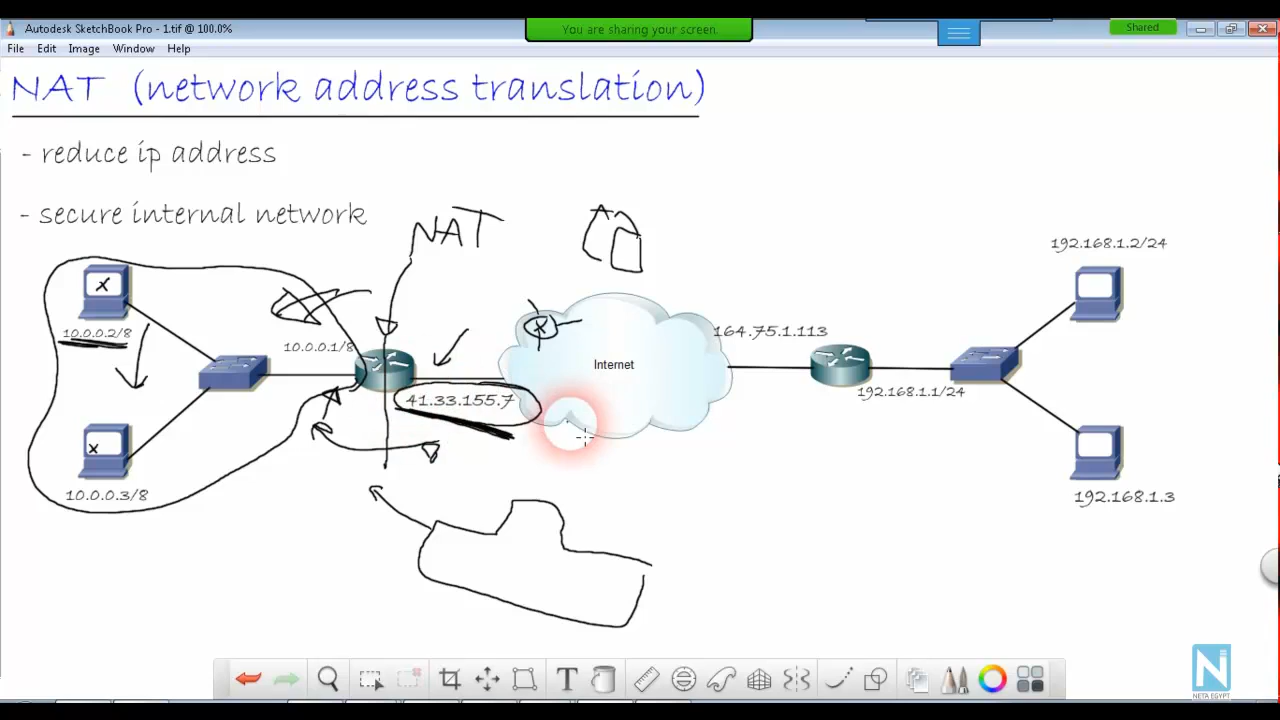 Autodesk SketchBook Pro - 1.tif @ 100.0%
You are sharing your screen.
Shared
File Edit Image Window Help
NAT (network address translation)
- reduce ip address
- secure internal network
NAT
192.168.1.2/24
10.0.0.2/8
10.0.0.1/8
164.75.1.113
Internet
41.33.155.7
192.168.1.1/24
x
x
x
10.0.0.3/8
192.168.1.3
T
N
NETA EGYPT